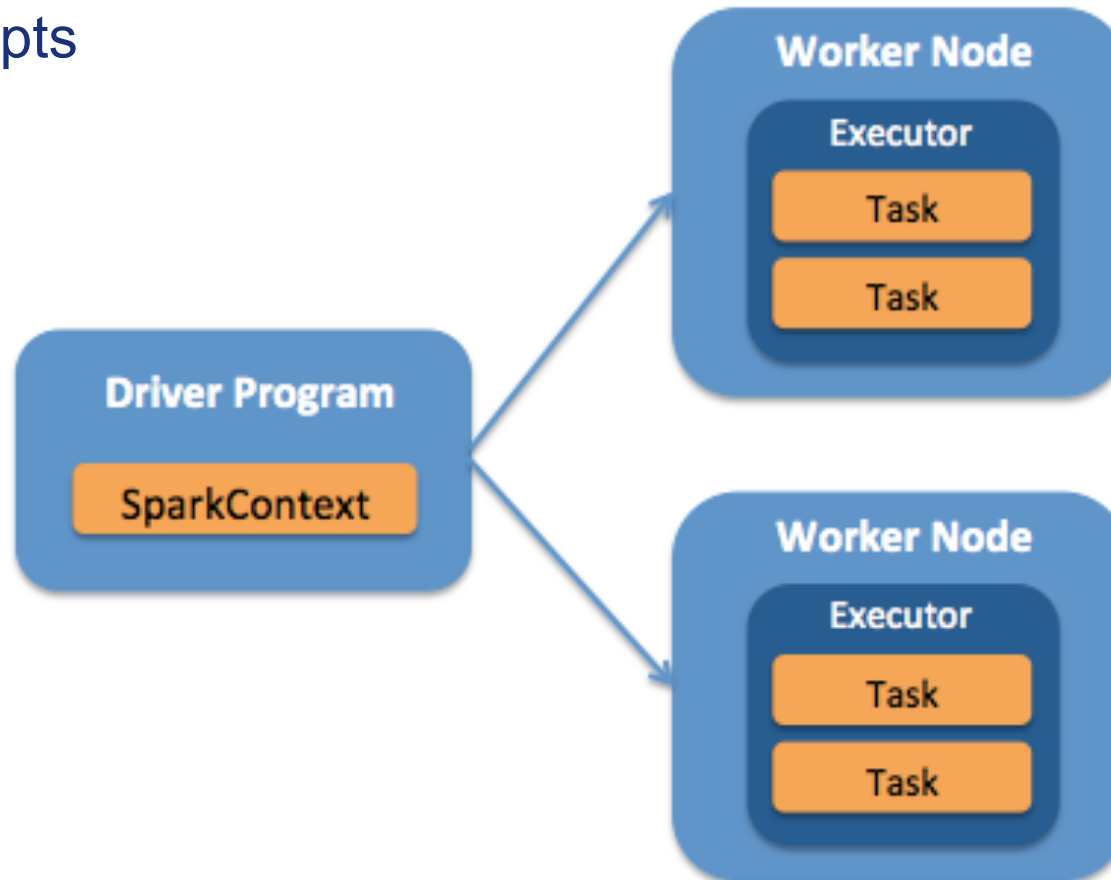 pts
Driver Program
SparkContext
Worker Node
Executor
Task
Task
Worker Node
Executor
Task
Task